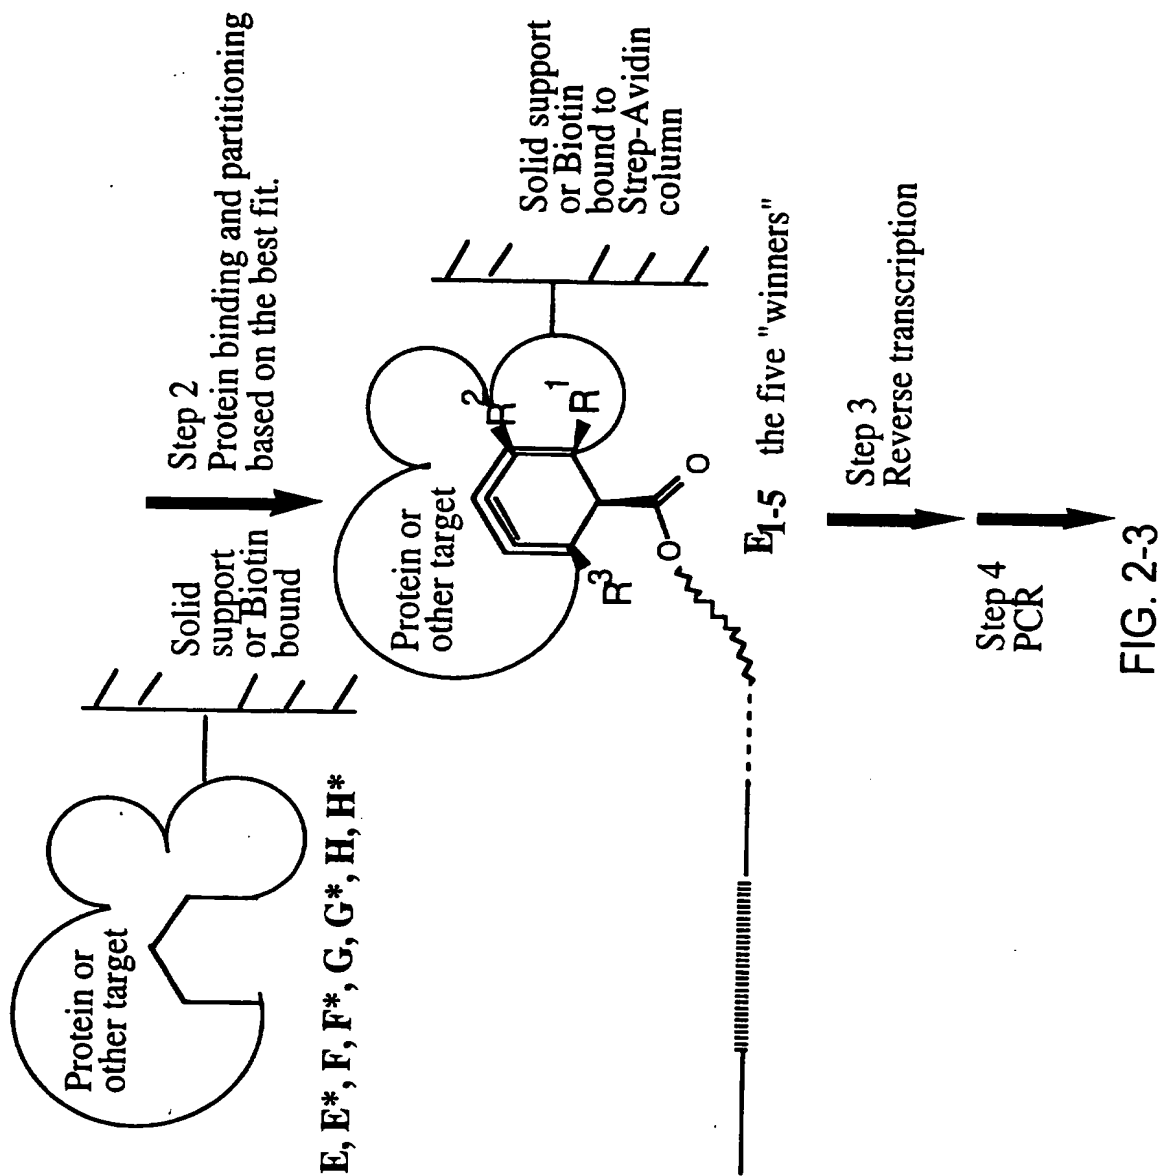 Protein or
other target
Solid
support
or Biotin
bound
E, E*, F, F*, G, G*, H, H*
Step 2
Protein binding and partitioning
based on the best fit.
Protein or
other target
R2
R1
R3
O
O
Solid support
or Biotin
bound to
Strep-Avidin
column
E1-5 the five "winners"
Step 3
Reverse transcription
Step 4
PCR
FIG. 2-3